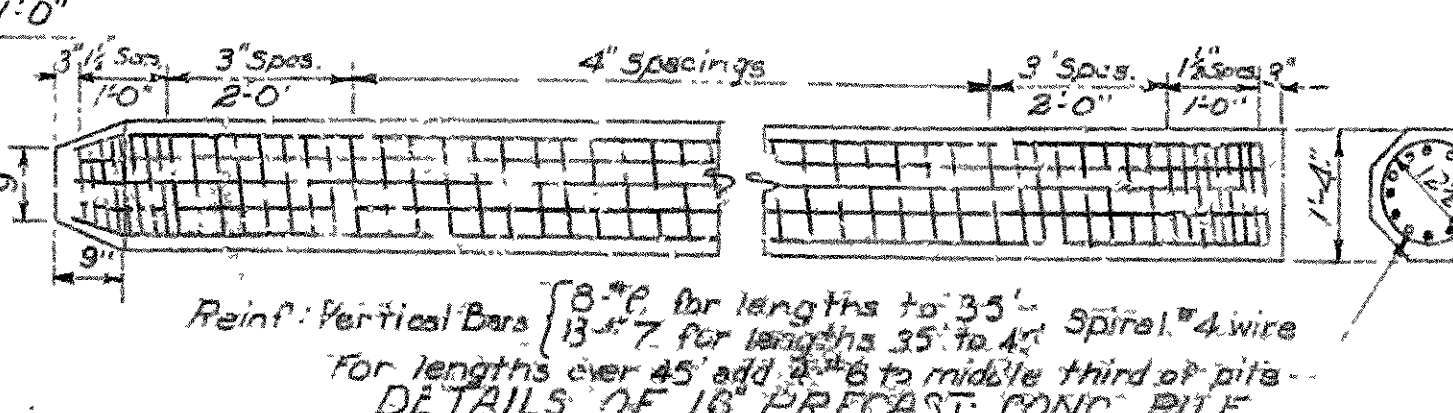 1'-0"
3" 1½ Sps. 3" Spcs. 4" Spacings 3" Spcs. 1½" Spcs. 3"
1'-0" 2'-0" 2'-0" 1'-0"
9"
1'-4"
9"
Reinf: Vertical Bars { 8-#6 for lengths to 35'- Spiral #4 wire
13-#7 for lengths 35' to
For lengths over 45' add 4-#6 to middle third of pile-
DETAILS OF 16" PRECAST CONC PILE